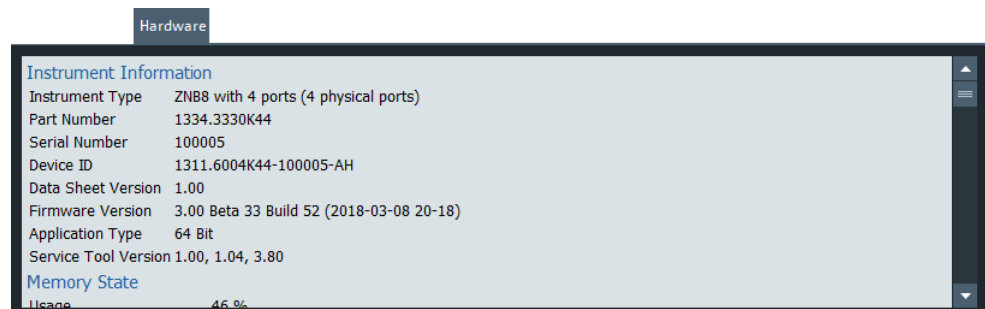 Hardware
Instrument Information
Instrument Type ZNB8 with 4 ports (4 physical ports)
Part Number 1334.3330K44
Serial Number 100005
Device ID 1311.6004K44-100005-AH
Data Sheet Version 1.00
Firmware Version 3.00 Beta 33 Build 52 (2018-03-08 20-18)
Application Type 64 Bit
Service Tool Version 1.00, 1.04, 3.80
Memory State
Usage 46 %